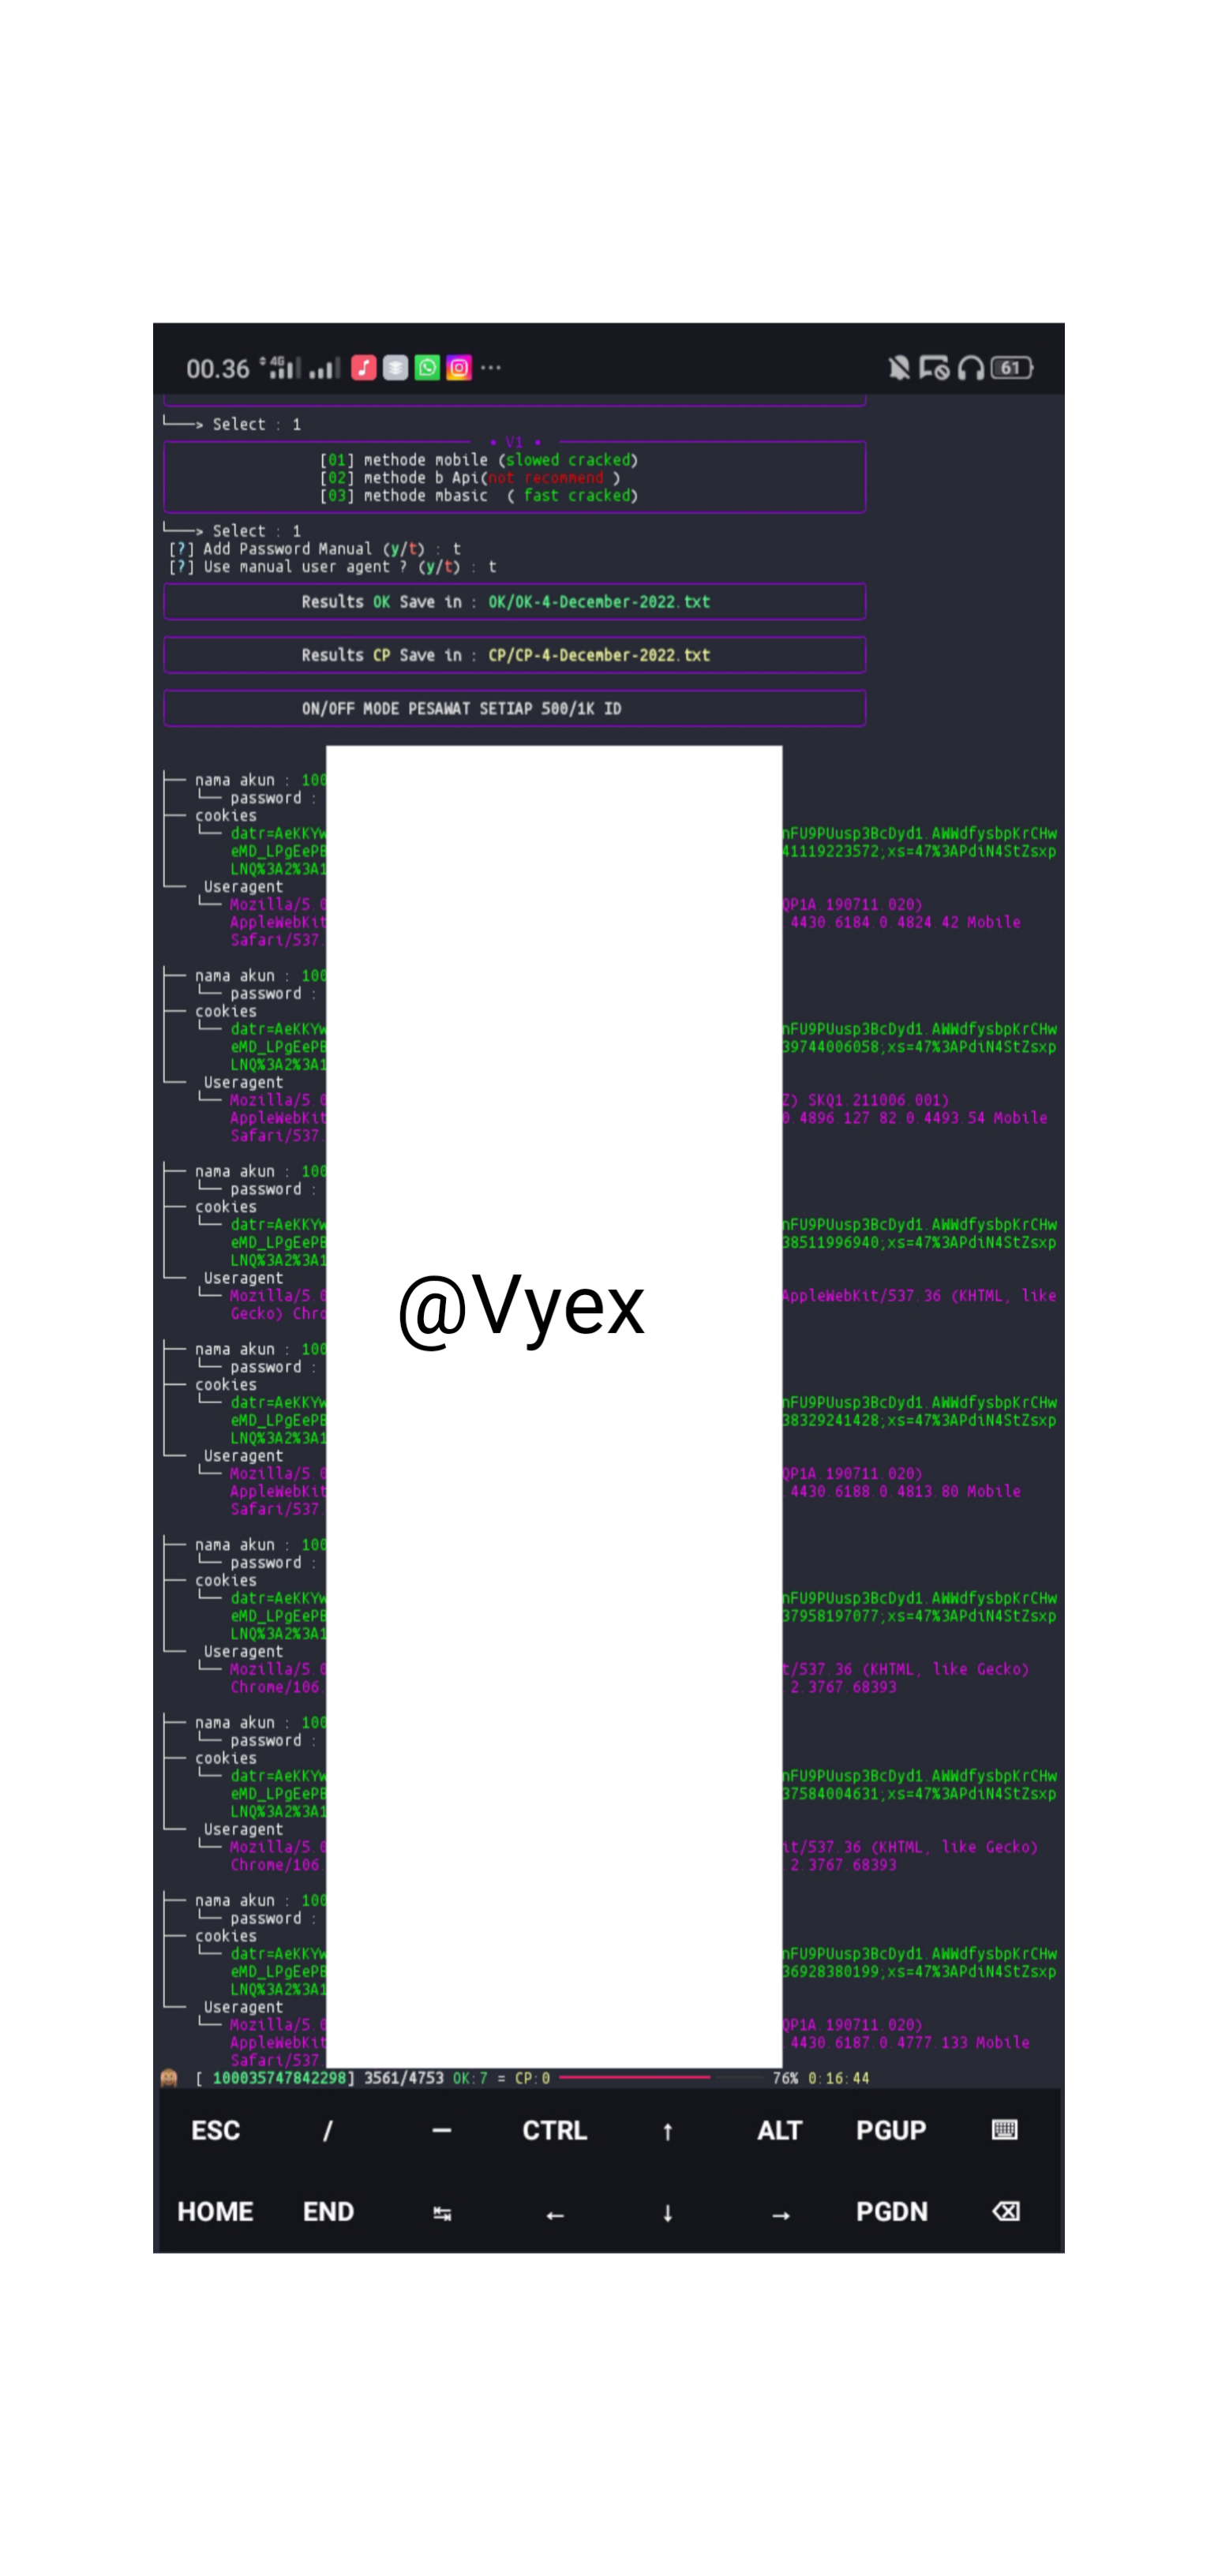 00.36 4G 61
└──> Select : 1
• V1 •
[01] methode mobile (slowed cracked)
[02] methode b Api(not recommend )
[03] methode mbasic ( fast cracked)
└──> Select : 1
[?] Add Password Manual (y/t) : t
[?] Use manual user agent ? (y/t) : t
Results OK Save in : OK/OK-4-December-2022.txt
Results CP Save in : CP/CP-4-December-2022.txt
ON/OFF MODE PESAWAT SETIAP 500/1K ID
nama akun : 100
password :
cookies
datr=AeKKYw nFU9PUusp3BcDyd1.AWWdfysbpKrCHw
eMD_LPgEePB 41119223572;xs=47%3APdiN4StZsxp
LNQ%3A2%3A1
Useragent
Mozilla/5.0 QP1A.190711.020)
AppleWebKit .4430.6184.0.4824.42 Mobile
Safari/537.
nama akun : 100
password :
cookies
datr=AeKKYw nFU9PUusp3BcDyd1.AWWdfysbpKrCHw
eMD_LPgEePB 39744006058;xs=47%3APdiN4StZsxp
LNQ%3A2%3A1
Useragent
Mozilla/5.0 Z) SKQ1.211006.001)
AppleWebKit 0.4896.127 82.0.4493.54 Mobile
Safari/537.
nama akun : 100
password :
cookies
datr=AeKKYw nFU9PUusp3BcDyd1.AWWdfysbpKrCHw
eMD_LPgEePB 38511996940;xs=47%3APdiN4StZsxp
LNQ%3A2%3A1
Useragent
Mozilla/5.0 AppleWebKit/537.36 (KHTML, like
Gecko) Chro
@Vyex
nama akun : 100
password :
cookies
datr=AeKKYw nFU9PUusp3BcDyd1.AWWdfysbpKrCHw
eMD_LPgEePB 38329241428;xs=47%3APdiN4StZsxp
LNQ%3A2%3A1
Useragent
Mozilla/5.0 QP1A.190711.020)
AppleWebKit .4430.6188.0.4813.80 Mobile
Safari/537.
nama akun : 100
password :
cookies
datr=AeKKYw nFU9PUusp3BcDyd1.AWWdfysbpKrCHw
eMD_LPgEePB 37958197077;xs=47%3APdiN4StZsxp
LNQ%3A2%3A1
Useragent
Mozilla/5.0 t/537.36 (KHTML, like Gecko)
Chrome/106. .2.3767.68393
nama akun : 100
password :
cookies
datr=AeKKYw nFU9PUusp3BcDyd1.AWWdfysbpKrCHw
eMD_LPgEePB 37584004631;xs=47%3APdiN4StZsxp
LNQ%3A2%3A1
Useragent
Mozilla/5.0 it/537.36 (KHTML, like Gecko)
Chrome/106. .2.3767.68393
nama akun : 100
password :
cookies
datr=AeKKYw nFU9PUusp3BcDyd1.AWWdfysbpKrCHw
eMD_LPgEePB 36928380199;xs=47%3APdiN4StZsxp
LNQ%3A2%3A1
Useragent
Mozilla/5.0 QP1A.190711.020)
AppleWebKit .4430.6187.0.4777.133 Mobile
Safari/537.
[ 100035747842298] 3561/4753 OK:7 = CP:0 76% 0:16:44
ESC / — CTRL ↑ ALT PGUP
HOME END ↹ ← ↓ → PGDN